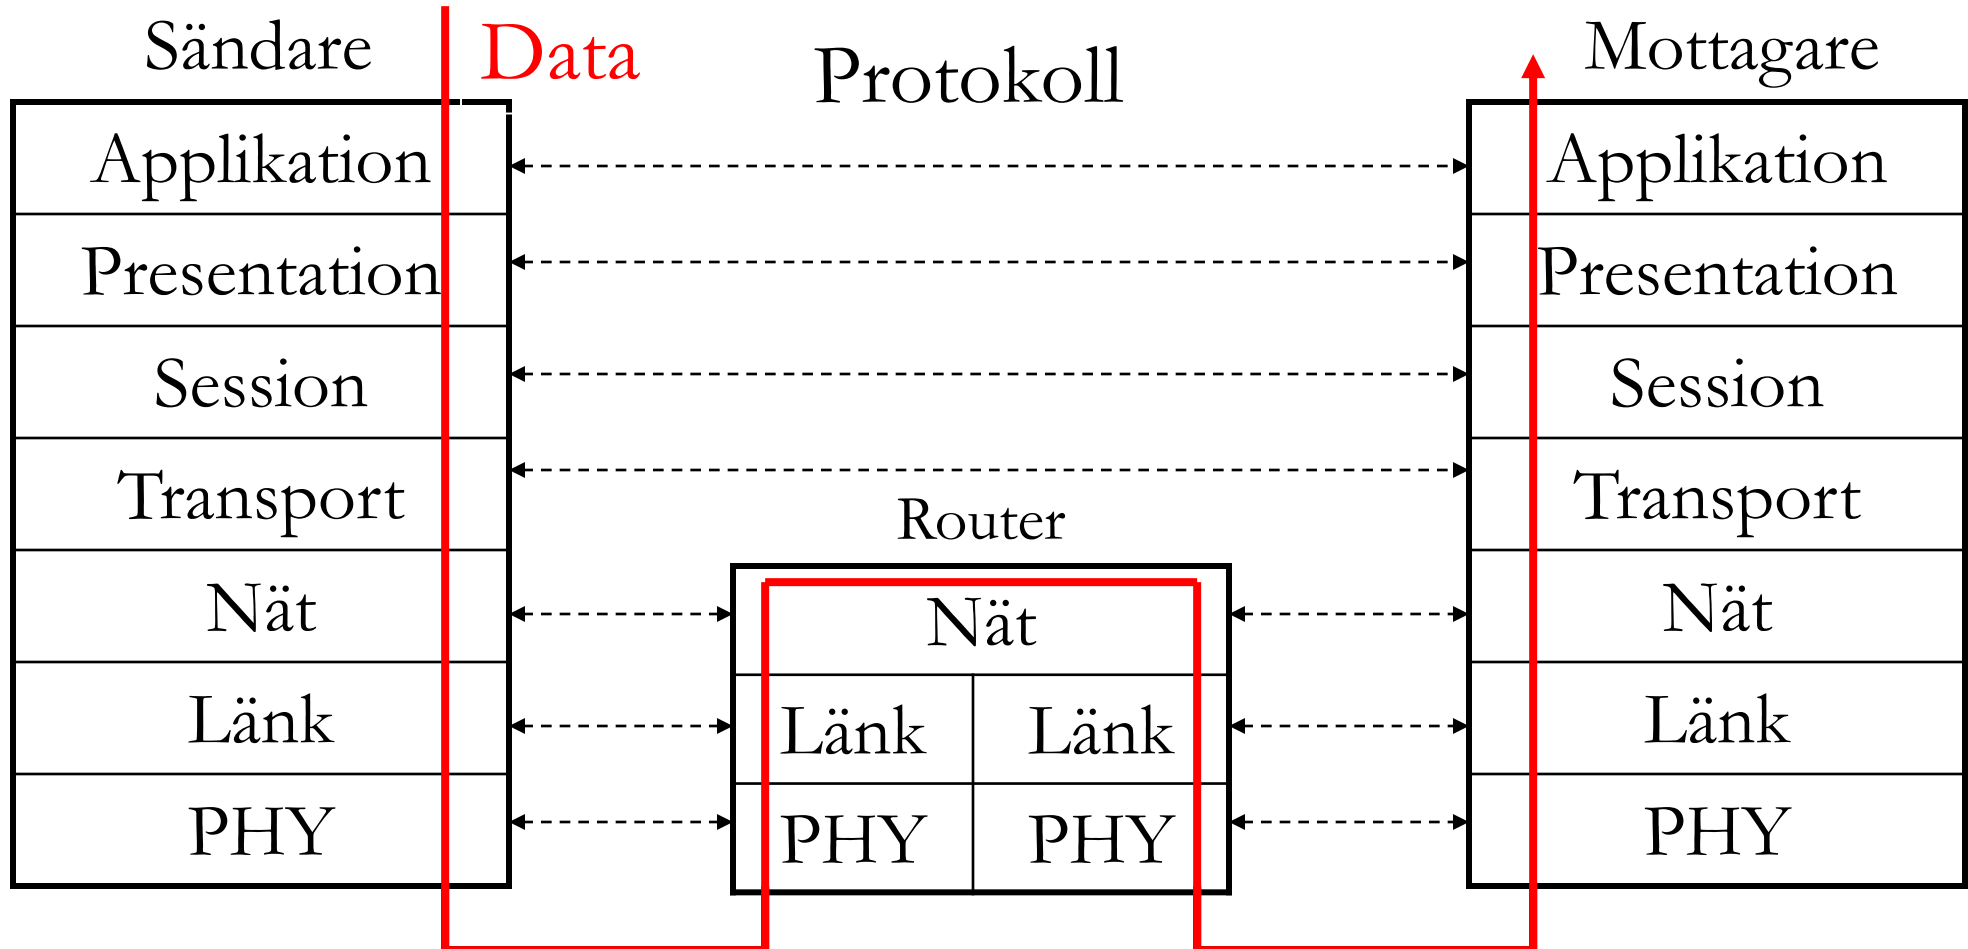 Sändare
Data
Protokoll
Mottagare
Applikation
Presentation
Session
Transport
Nät
Länk
PHY
Router
Nät
Länk
Länk
PHY
PHY
Applikation
Presentation
Session
Transport
Nät
Länk
PHY